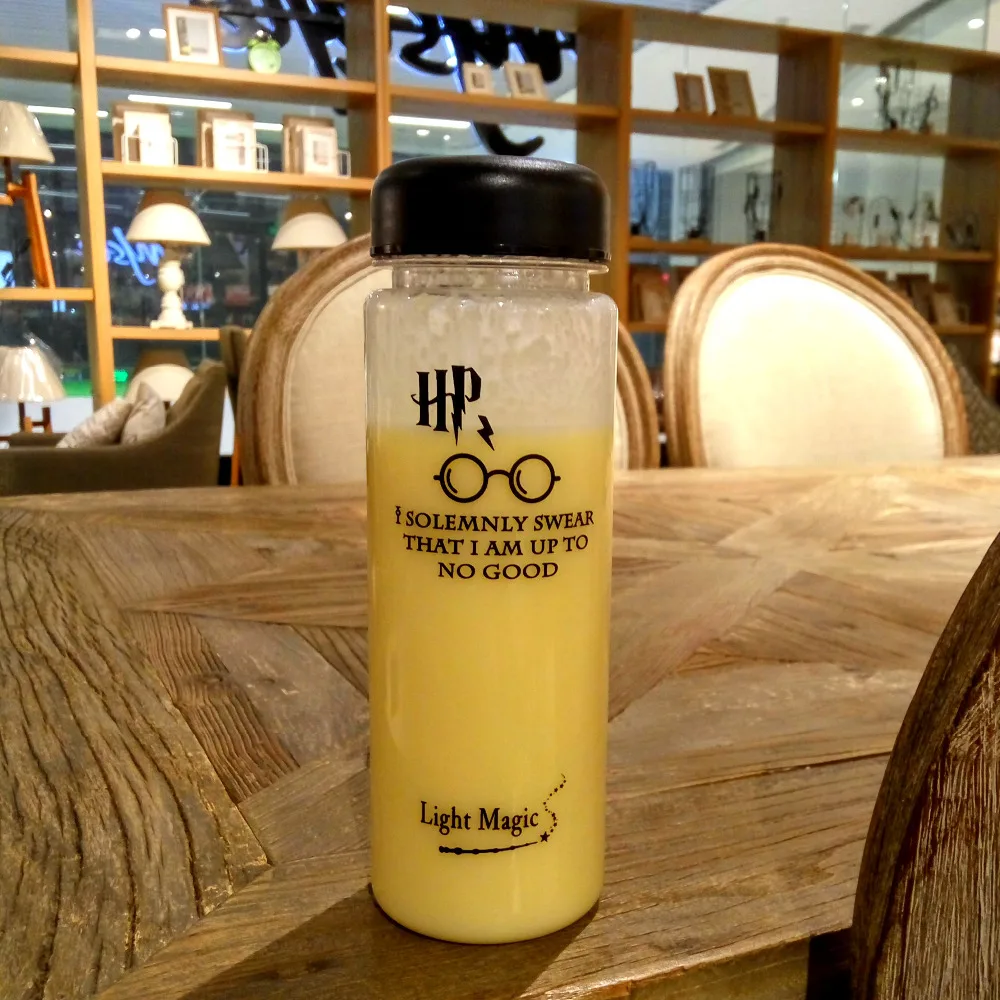 HP
I SOLEMNLY SWEAR
THAT I AM UP TO
NO GOOD
Light Magic